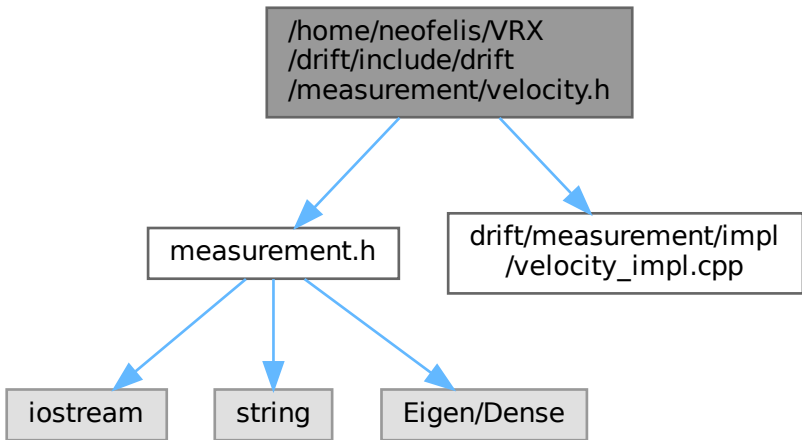 /home/neofelis/VRX
/drift/include/drift
/measurement/velocity.h
measurement.h
drift/measurement/impl
/velocity_impl.cpp
iostream
string
Eigen/Dense